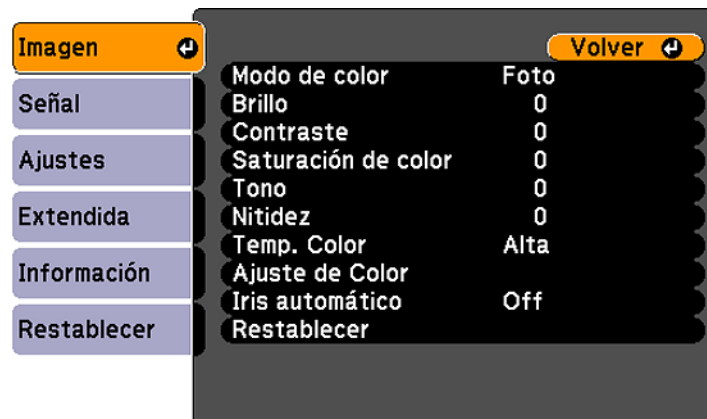 Imagen
Señal
Ajustes
Extendida
Información
Restablecer
Volver
Modo de color Foto
Brillo 0
Contraste 0
Saturación de color 0
Tono 0
Nitidez 0
Temp. Color Alta
Ajuste de Color
Iris automático Off
Restablecer